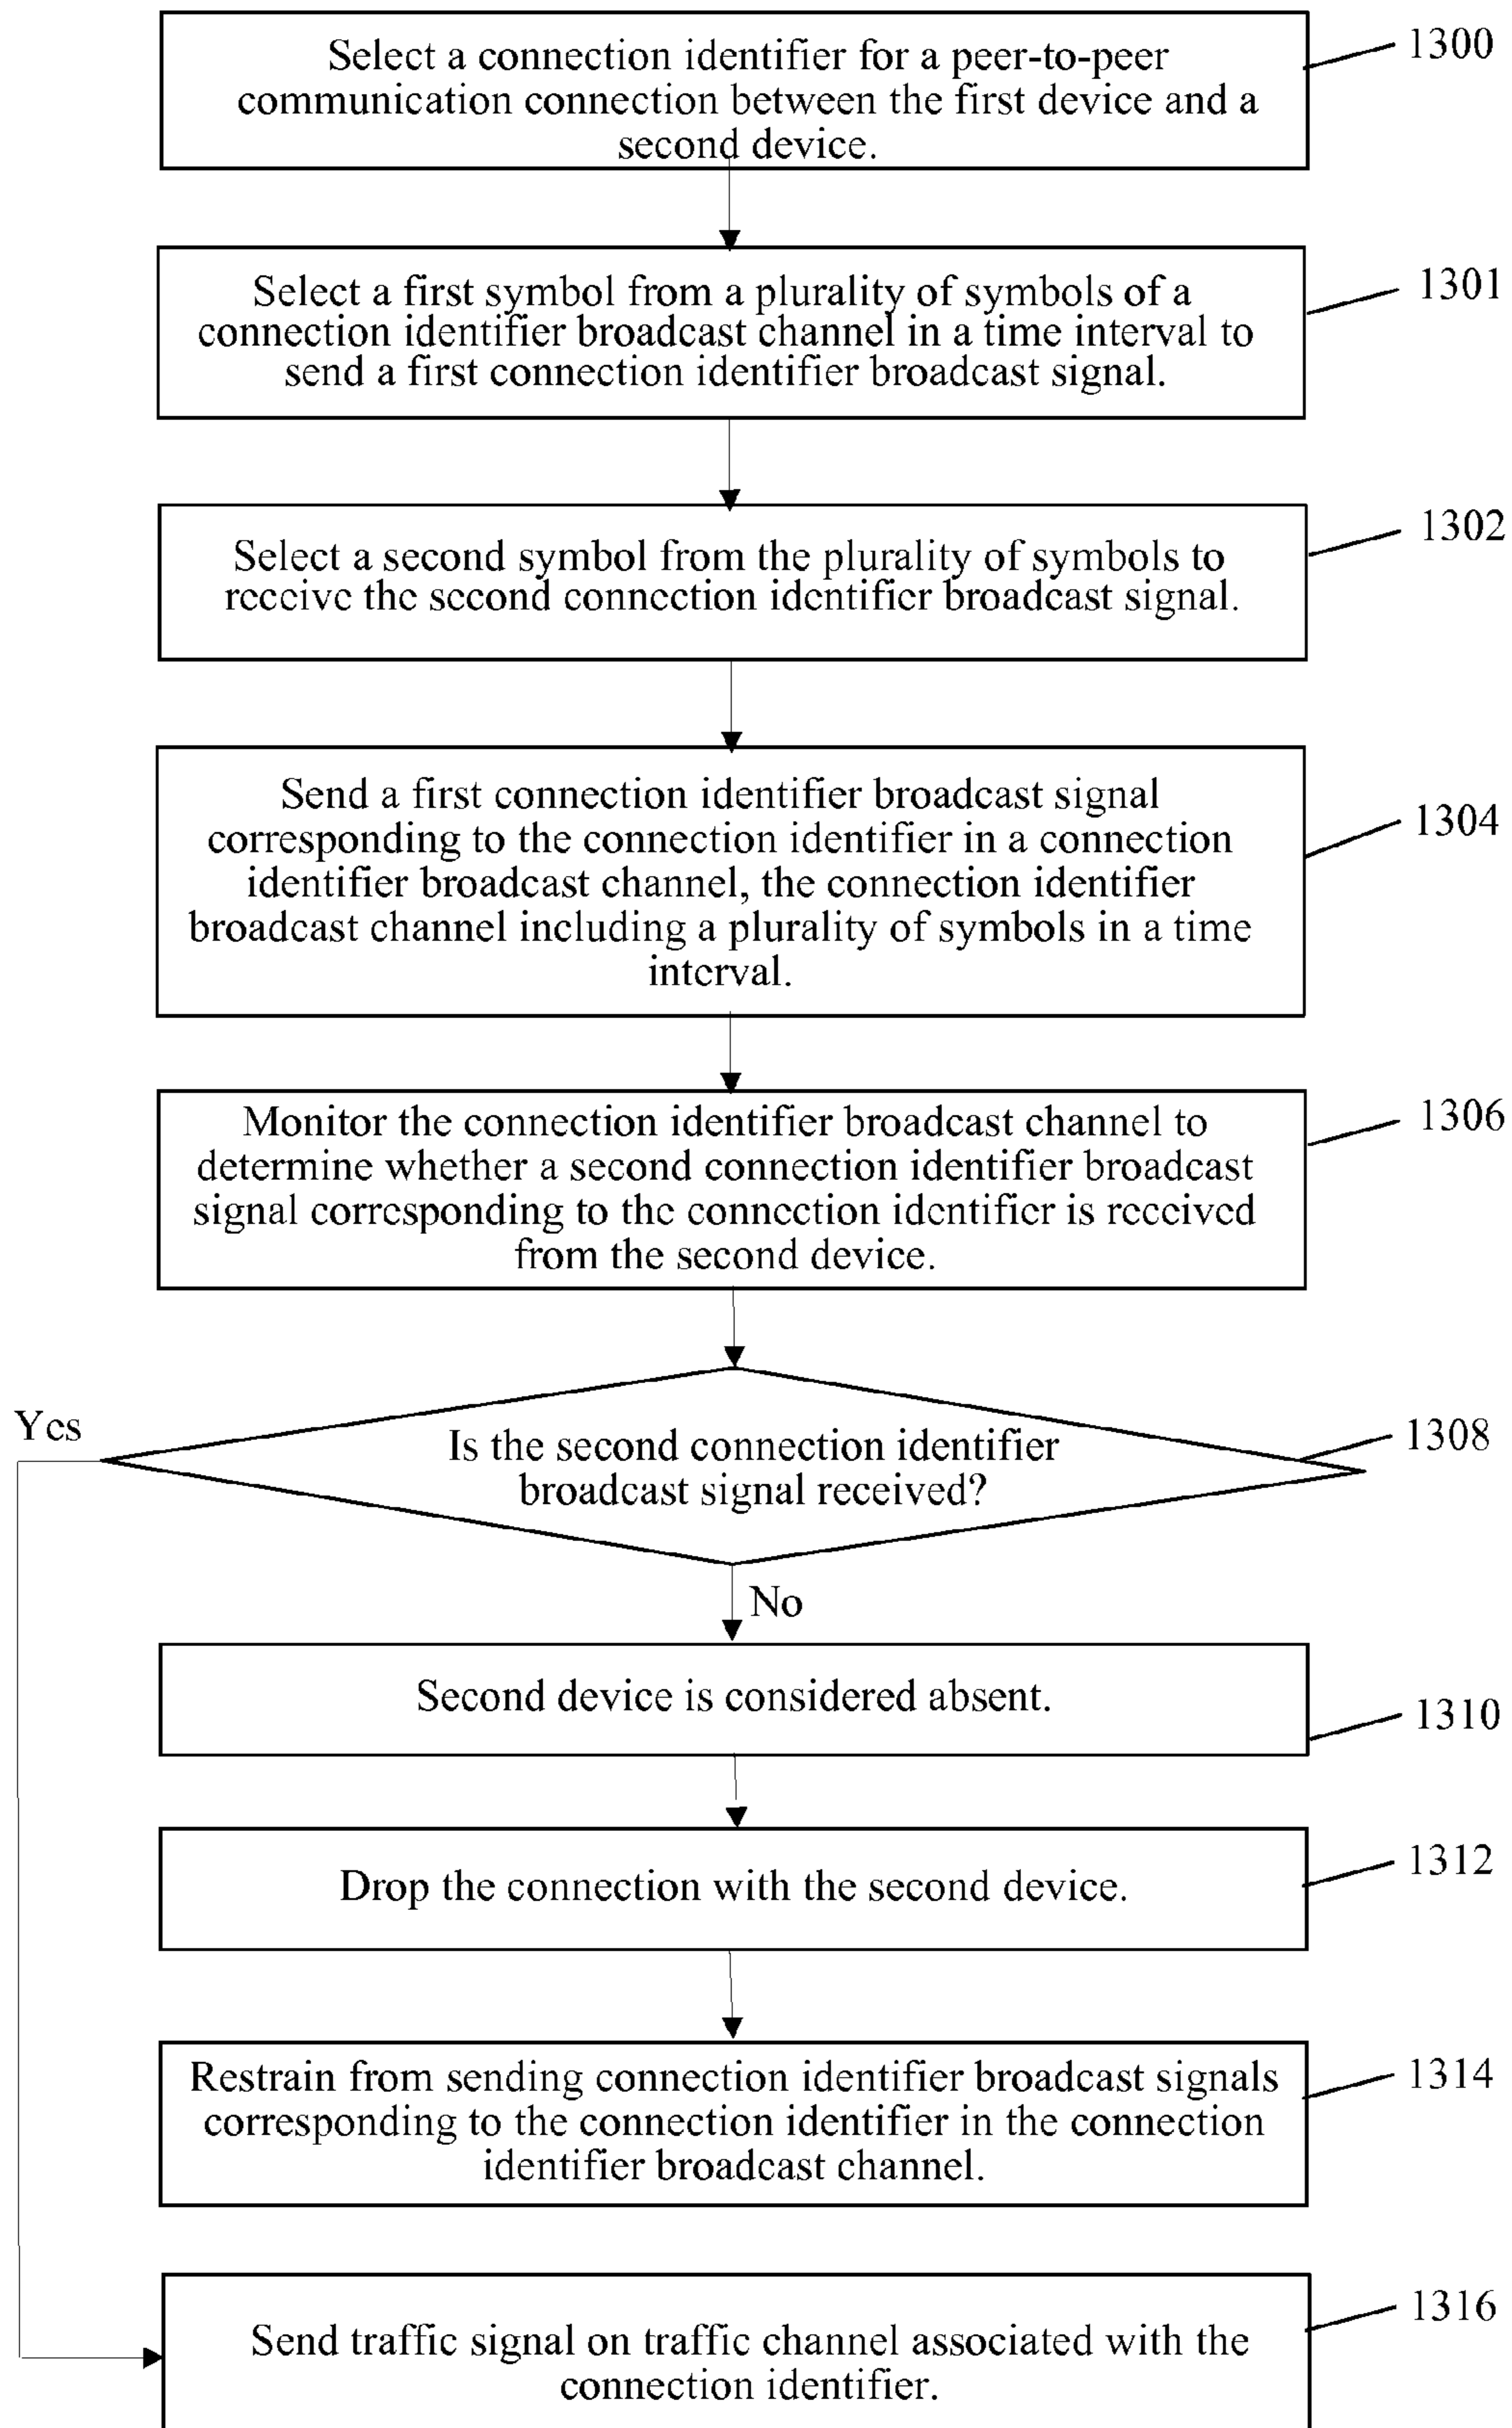 Select a connection identifier for a peer-to-peer
communication connection between the first device and a
second device.
1300
Select a first symbol from a plurality of symbols of a
connection identifier broadcast channel in a time interval to
send a first connection identifier broadcast signal.
1301
Select a second symbol from the plurality of symbols to
receive the second connection identifier broadcast signal.
1302
Send a first connection identifier broadcast signal
corresponding to the connection identifier in a connection
identifier broadcast channel, the connection identifier
broadcast channel including a plurality of symbols in a time
interval.
1304
Monitor the connection identifier broadcast channel to
determine whether a second connection identifier broadcast
signal corresponding to the connection identifier is received
from the second device.
1306
Yes
Is the second connection identifier
broadcast signal received?
1308
No
Second device is considered absent.
1310
Drop the connection with the second device.
1312
Restrain from sending connection identifier broadcast signals
corresponding to the connection identifier in the connection
identifier broadcast channel.
1314
Send traffic signal on traffic channel associated with the
connection identifier.
1316